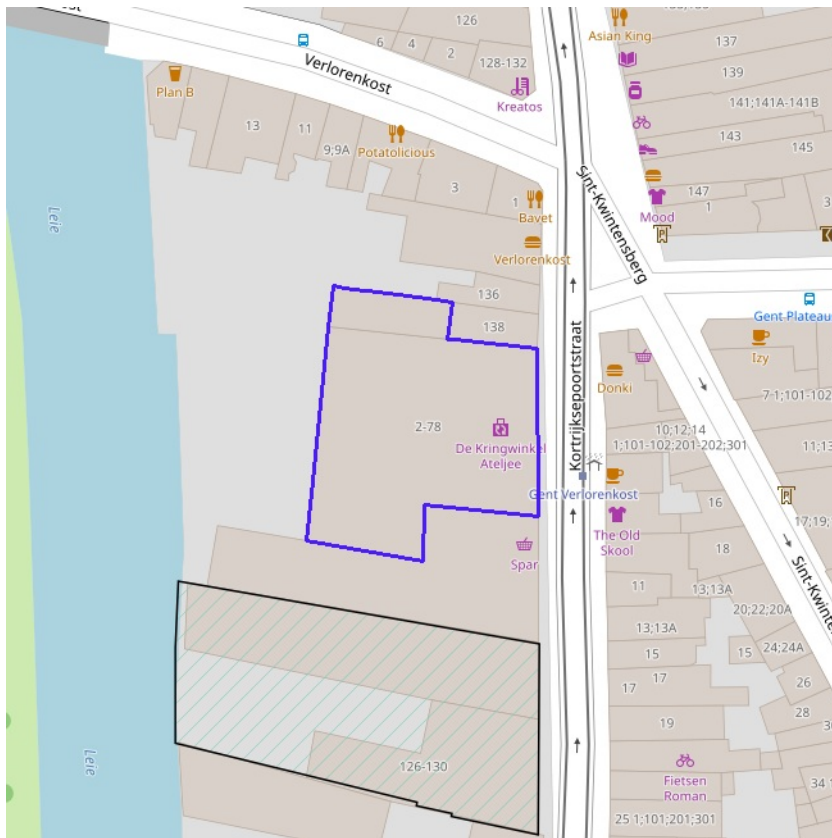 126
6
4
2
128-132
Verlorenkost
Kreatos
Plan B
13
11
9;9A
Potatolicious
3
1
Bavet
Verlorenkost
Asian King
137
139
141;141A-141B
143
145
147
1
Mood
3
Sint-Kwintensberg
Leie
136
138
Gent Plateau
Izy
Donki
7 1;101-102
Kortrijksepoortstraat
2-78
De Kringwinkel
Ateljee
10;12;14
1;101-102;201-202;301
11;13
Gent Verlorenkost
16
17;19;
The Old
Skool
18
Spar
Sint-Kwinten
11
13;13A
20;22;20A
13;13A
15
15
24;24A
17
17
26
28
19
Leie
126-130
Fietsen
Roman
34 1
25 1;101;201;301